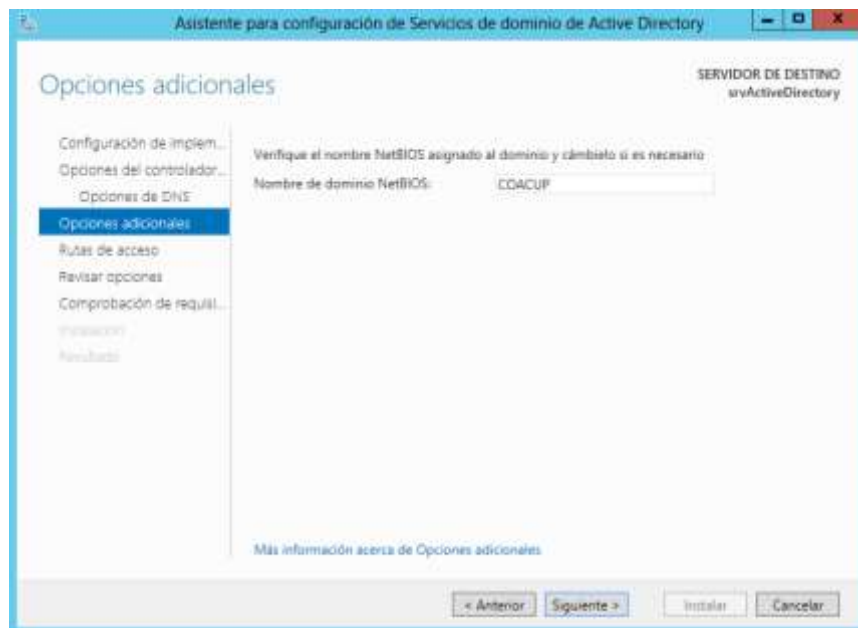 Asistente para configuración de Servicios de dominio de Active Directory
Opciones adicionales
SERVIDOR DE DESTINO
srvActiveDirectory
Configuración de implem...
Opciones del controlador...
Opciones de DNS
Opciones adicionales
Rutas de acceso
Revisar opciones
Comprobación de requisi...
Instalación
Resultado
Verifique el nombre NetBIOS asignado al dominio y cámbielo si es necesario
Nombre de dominio NetBIOS: COACUP
Más información acerca de Opciones adicionales
< Anterior Siguiente > Instalar Cancelar